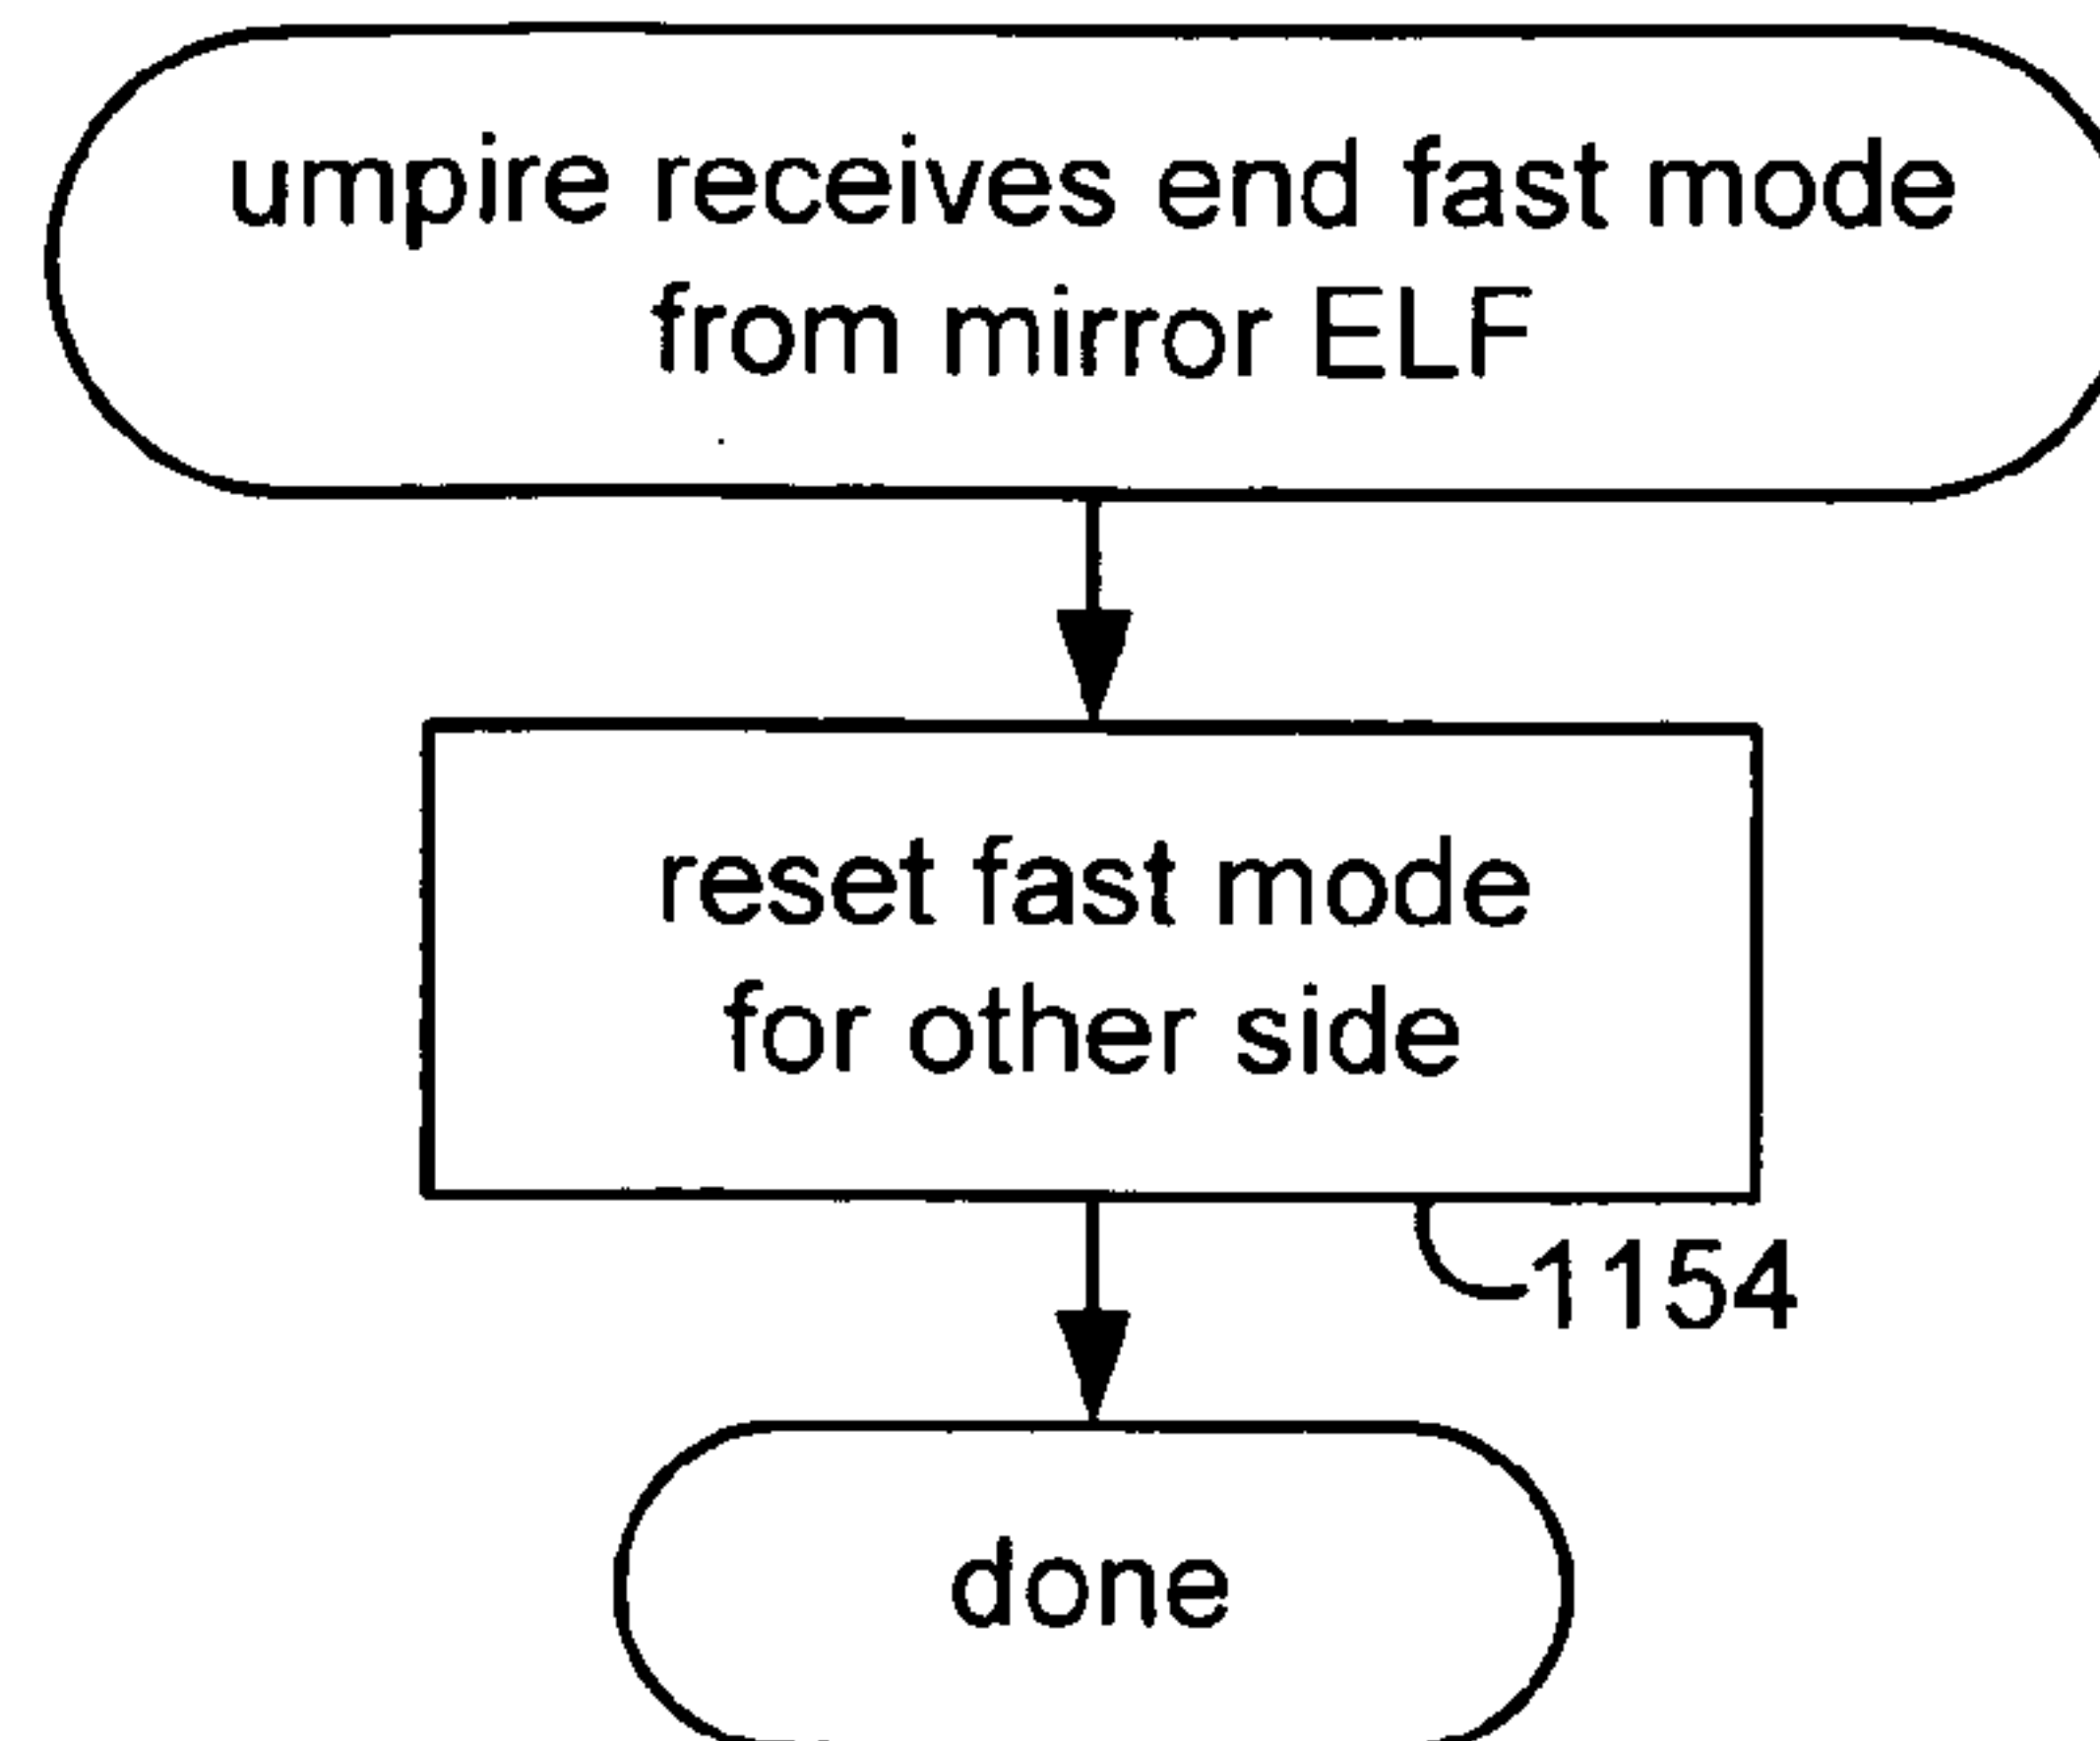 umpire receives end fast mode
from mirror ELF
reset fast mode
for other side
1154
done